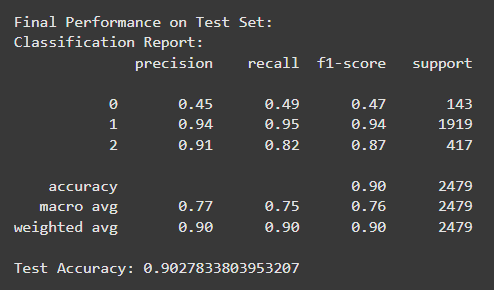 Final Performance on Test Set:
Classification Report:
precision recall f1-score support
0 0.45 0.49 0.47 143
1 0.94 0.95 0.94 1919
2 0.91 0.82 0.87 417
accuracy 0.90 2479
macro avg 0.77 0.75 0.76 2479
weighted avg 0.90 0.90 0.90 2479
Test Accuracy: 0.9027833803953207